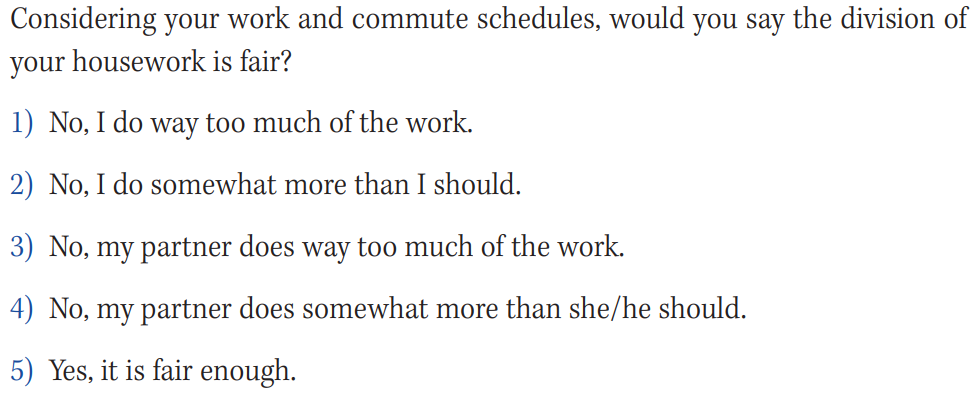 Considering your work and commute schedules, would you say the division of
your housework is fair?
1) No, I do way too much of the work.
2) No, I do somewhat more than I should.
3) No, my partner does way too much of the work.
4) No, my partner does somewhat more than she/he should.
5) Yes, it is fair enough.